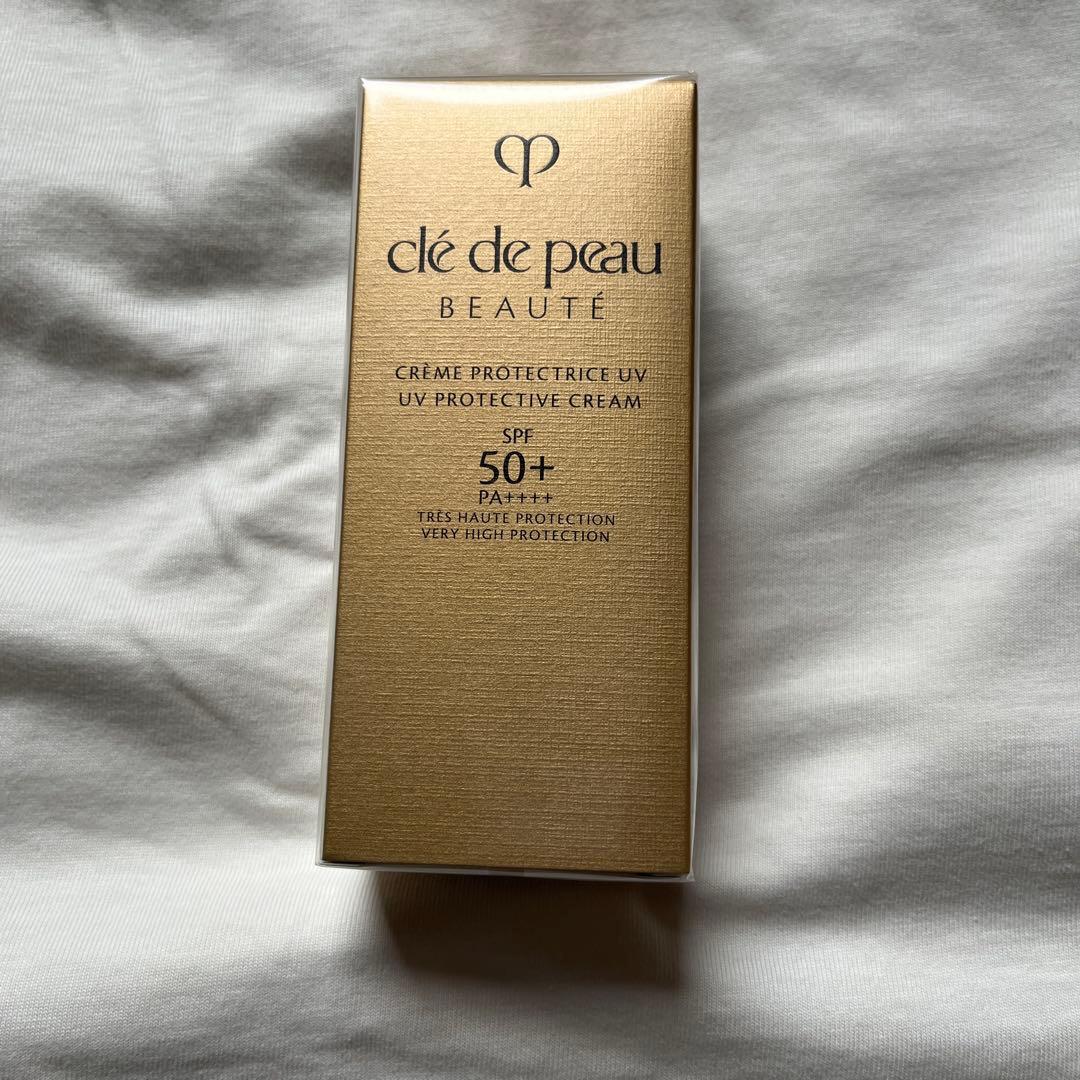 clé de peau
BEAUTÉ
CRÈME PROTECTRICE UV
UV PROTECTIVE CREAM
SPF
50+
PA++++
TRÈS HAUTE PROTECTION
VERY HIGH PROTECTION